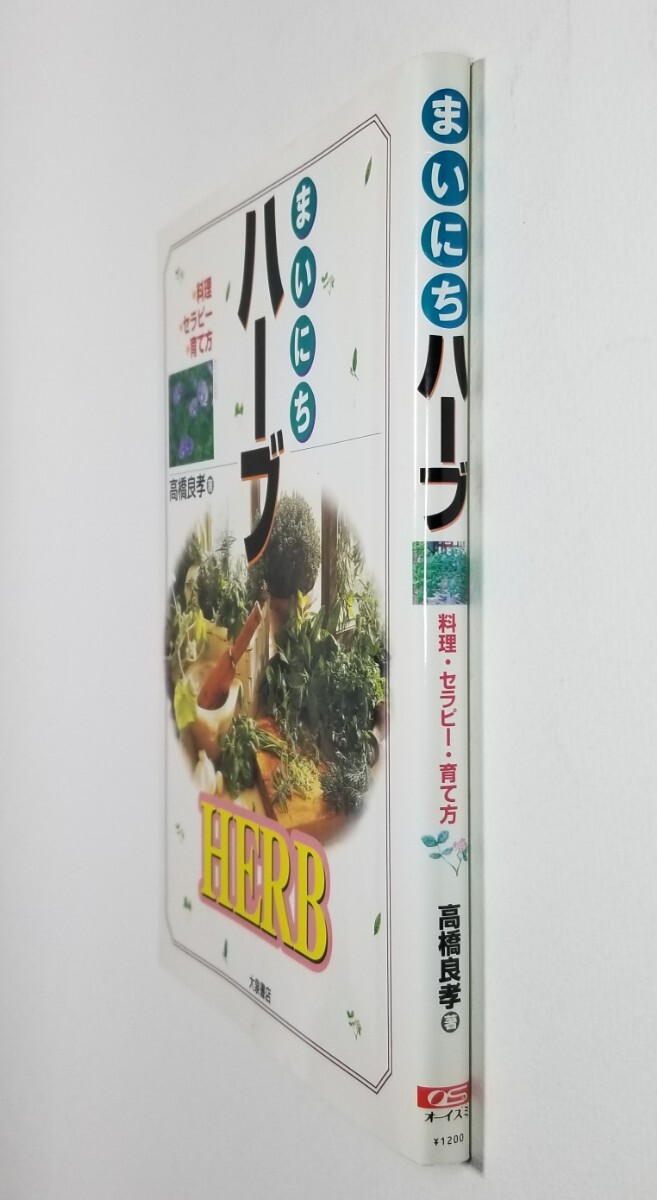 まいにち
ハーブ
・料理
・セラピー
・育て方
高橋良孝 著
HERB
大泉書店
まいにちハーブ
料理・セラピー・育て方
高橋良孝 著
OS
オーイズミ
¥1200